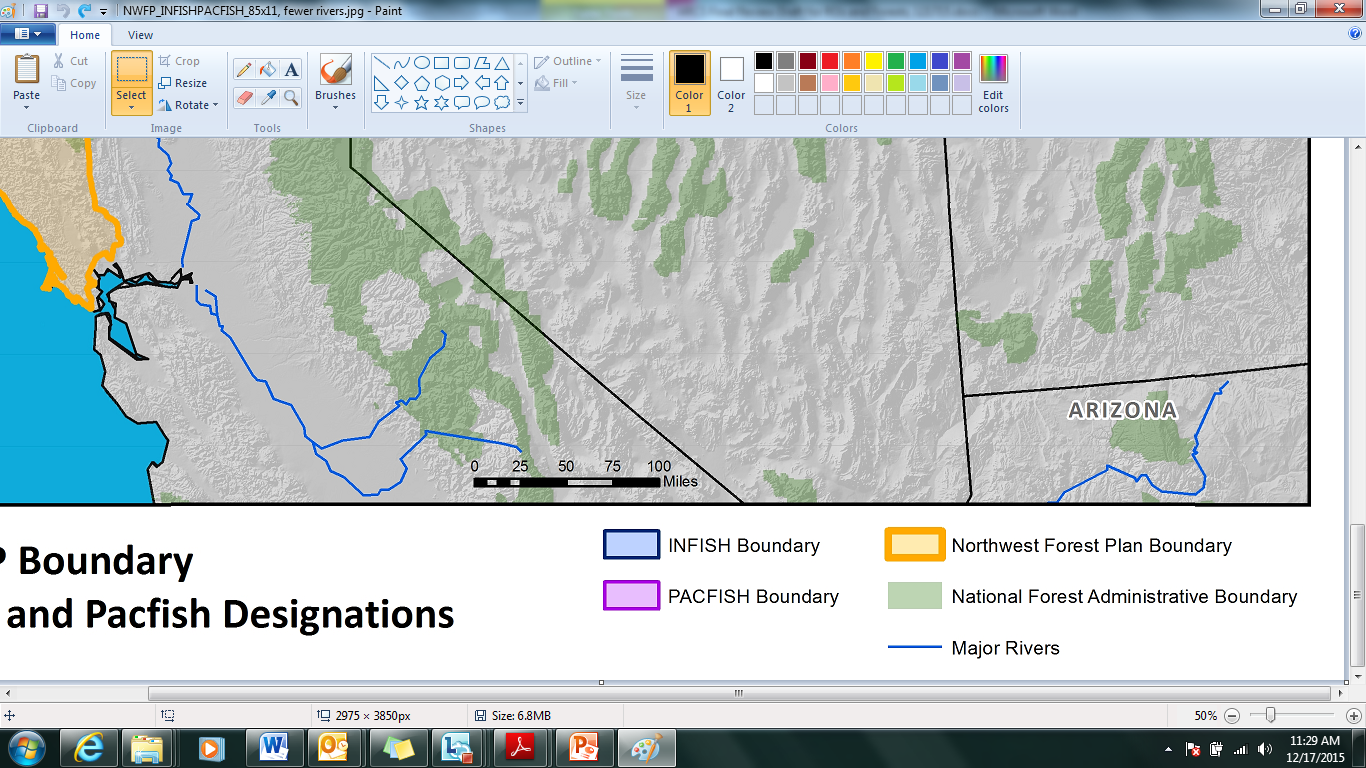 NWFP_INFISHPACFISH_85x11, fewer rivers.jpg - Paint
Home View
Paste
Cut
Copy
Clipboard
Select
Crop
Resize
Rotate
Image
A
Tools
Brushes
Outline
Fill
Shapes
Size
Color 1
Color 2
Edit colors
Colors
ARIZONA
0 25 50 75 100
Miles
Boundary
and Pacfish Designations
INFISH Boundary
PACFISH Boundary
Northwest Forest Plan Boundary
National Forest Administrative Boundary
Major Rivers
2975 × 3850px
Size: 6.8MB
50%
11:29 AM
12/17/2015